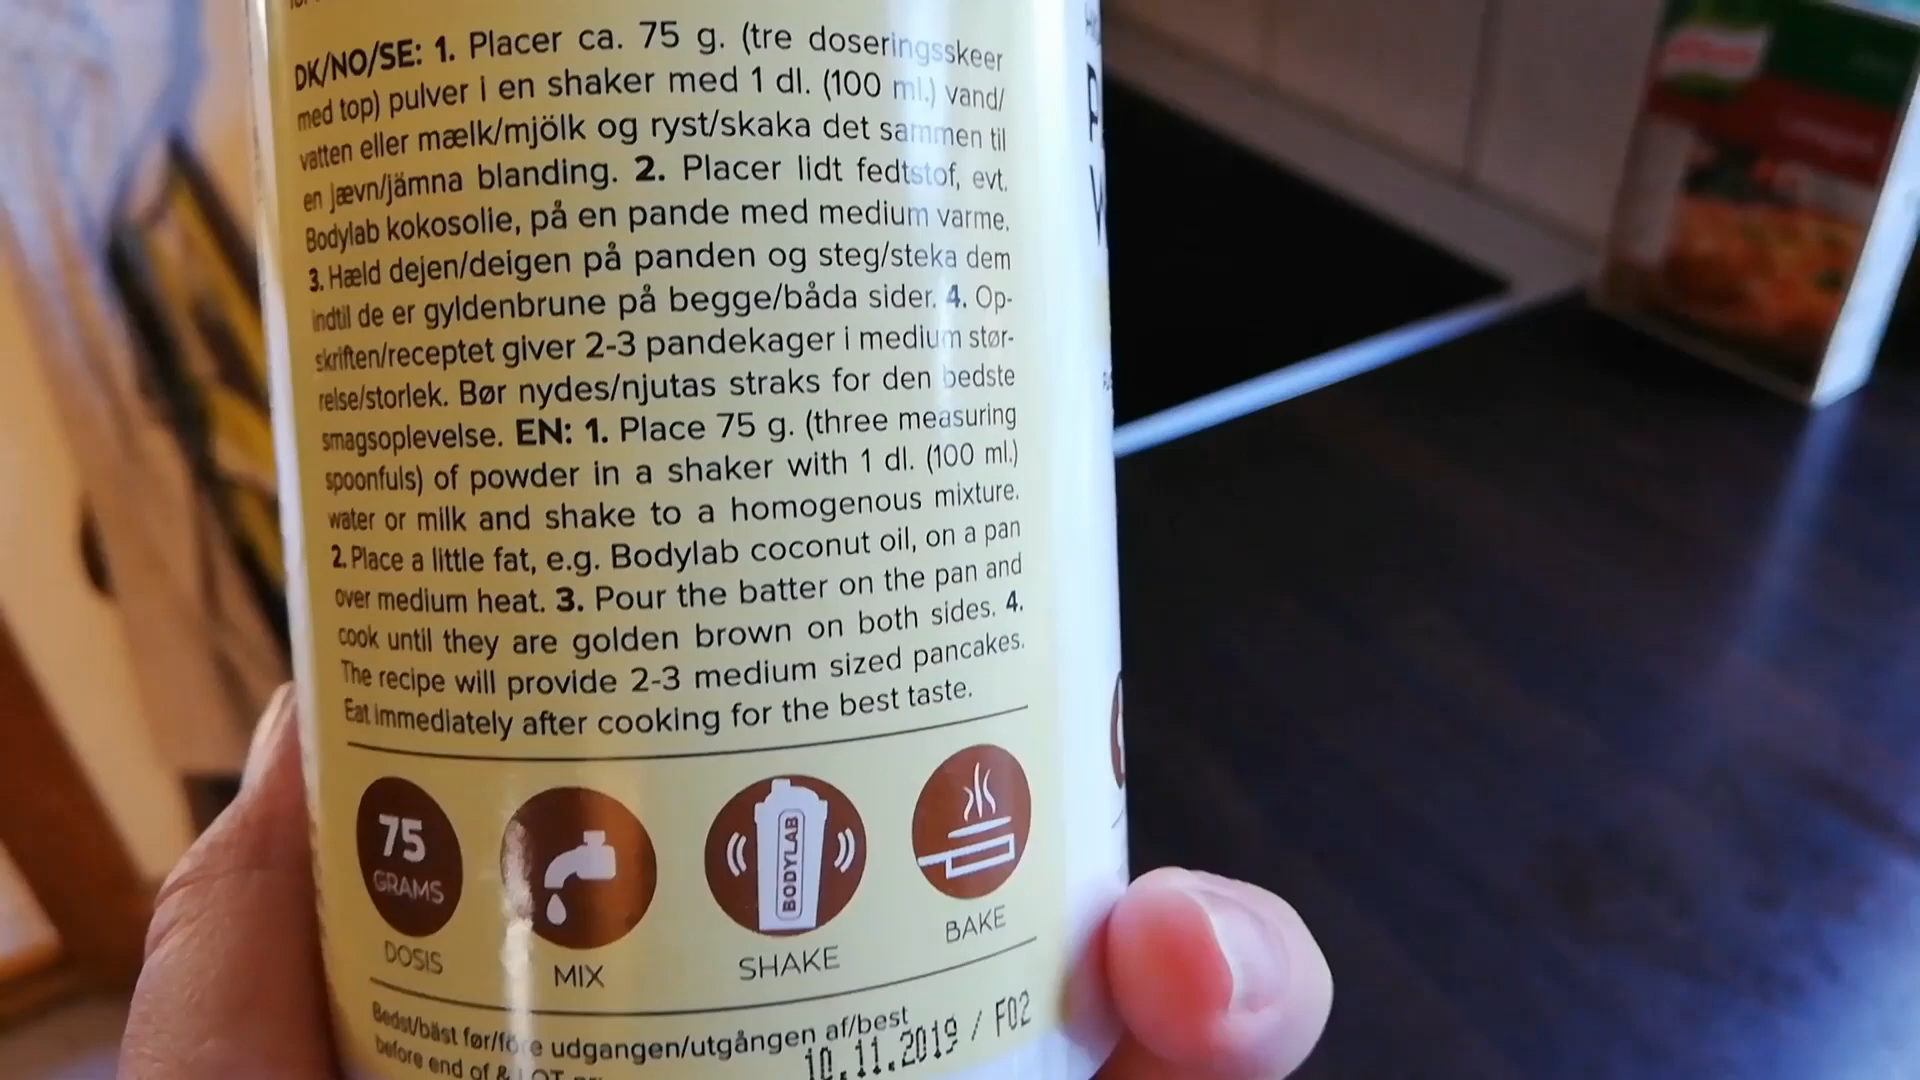 DK/NO/SE: 1. Placer ca. 75 g. (tre doseringsskeer
med top) pulver i en shaker med 1 dl. (100 ml.) vand/
vatten eller mælk/mjölk og ryst/skaka det sammen til
en jævn/jämna blanding. 2. Placer lidt fedtstof, evt.
Bodylab kokosolie, på en pande med medium varme.
3. Hæld dejen/deigen på panden og steg/steka dem
indtil de er gyldenbrune på begge/båda sider. 4. Op-
skriften/receptet giver 2-3 pandekager i medium stør-
relse/storlek. Bør nydes/njutas straks for den bedste
smagsoplevelse. EN: 1. Place 75 g. (three measuring
spoonfuls) of powder in a shaker with 1 dl. (100 ml.)
water or milk and shake to a homogenous mixture.
2. Place a little fat, e.g. Bodylab coconut oil, on a pan
over medium heat. 3. Pour the batter on the pan and
cook until they are golden brown on both sides. 4.
The recipe will provide 2-3 medium sized pancakes.
Eat immediately after cooking for the best taste.
75
GRAMS
BODYLAB
DOSIS
MIX
SHAKE
BAKE
Bedst/bäst før/före udgangen/utgången af/best
before end of &
10.11.2019 / F02
Knorr